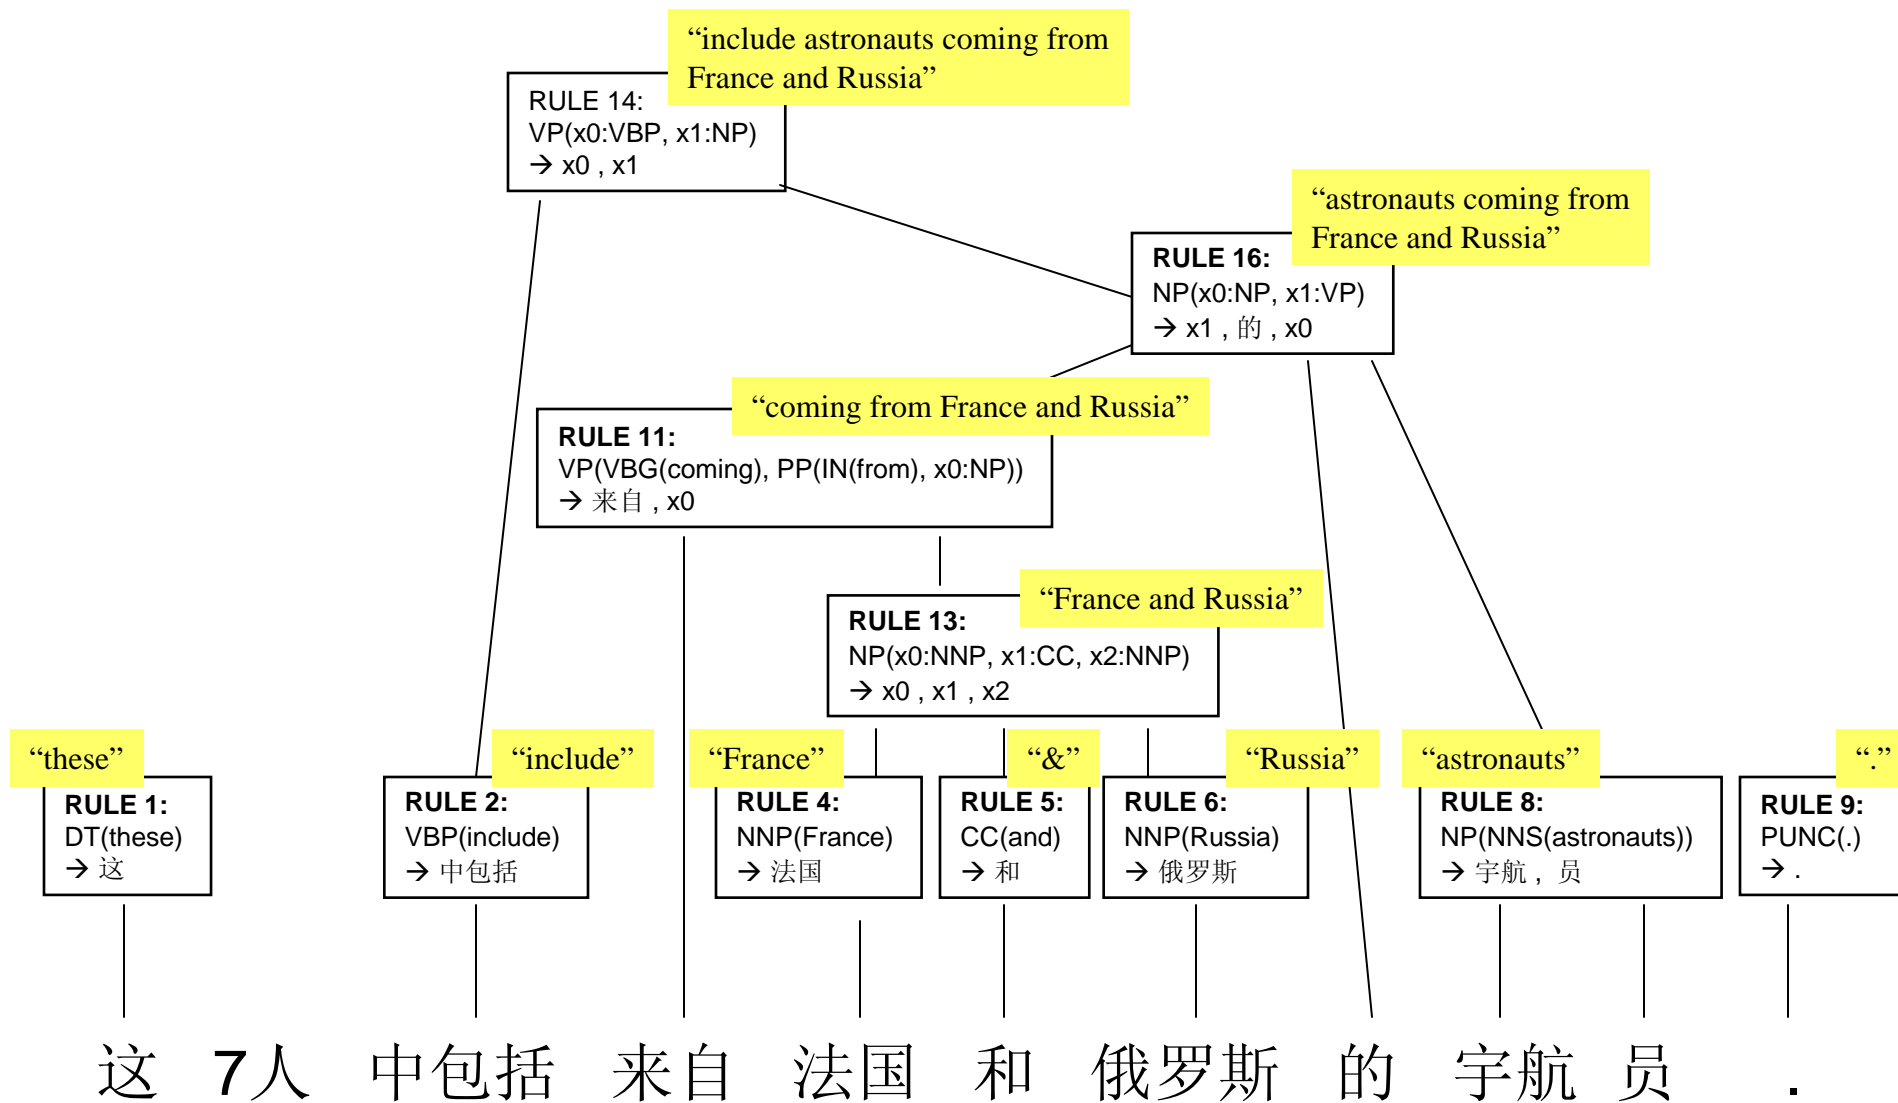 “include astronauts coming from
France and Russia”
RULE 14:
VP(x0:VBP, x1:NP)
→ x0 , x1
“astronauts coming from
France and Russia”
RULE 16:
NP(x0:NP, x1:VP)
→ x1 , 的 , x0
“coming from France and Russia”
RULE 11:
VP(VBG(coming), PP(IN(from), x0:NP))
→ 来自 , x0
“France and Russia”
RULE 13:
NP(x0:NNP, x1:CC, x2:NNP)
→ x0 , x1 , x2
“these”
RULE 1:
DT(these)
→ 这
“include”
RULE 2:
VBP(include)
→ 中包括
“France”
RULE 4:
NNP(France)
→ 法国
“&”
RULE 5:
CC(and)
→ 和
“Russia”
RULE 6:
NNP(Russia)
→ 俄罗斯
“astronauts”
RULE 8:
NP(NNS(astronauts))
→ 宇航 , 员
“.”
RULE 9:
PUNC(.)
→ .
这 7人 中包括 来自 法国 和 俄罗斯 的 宇航 员 .